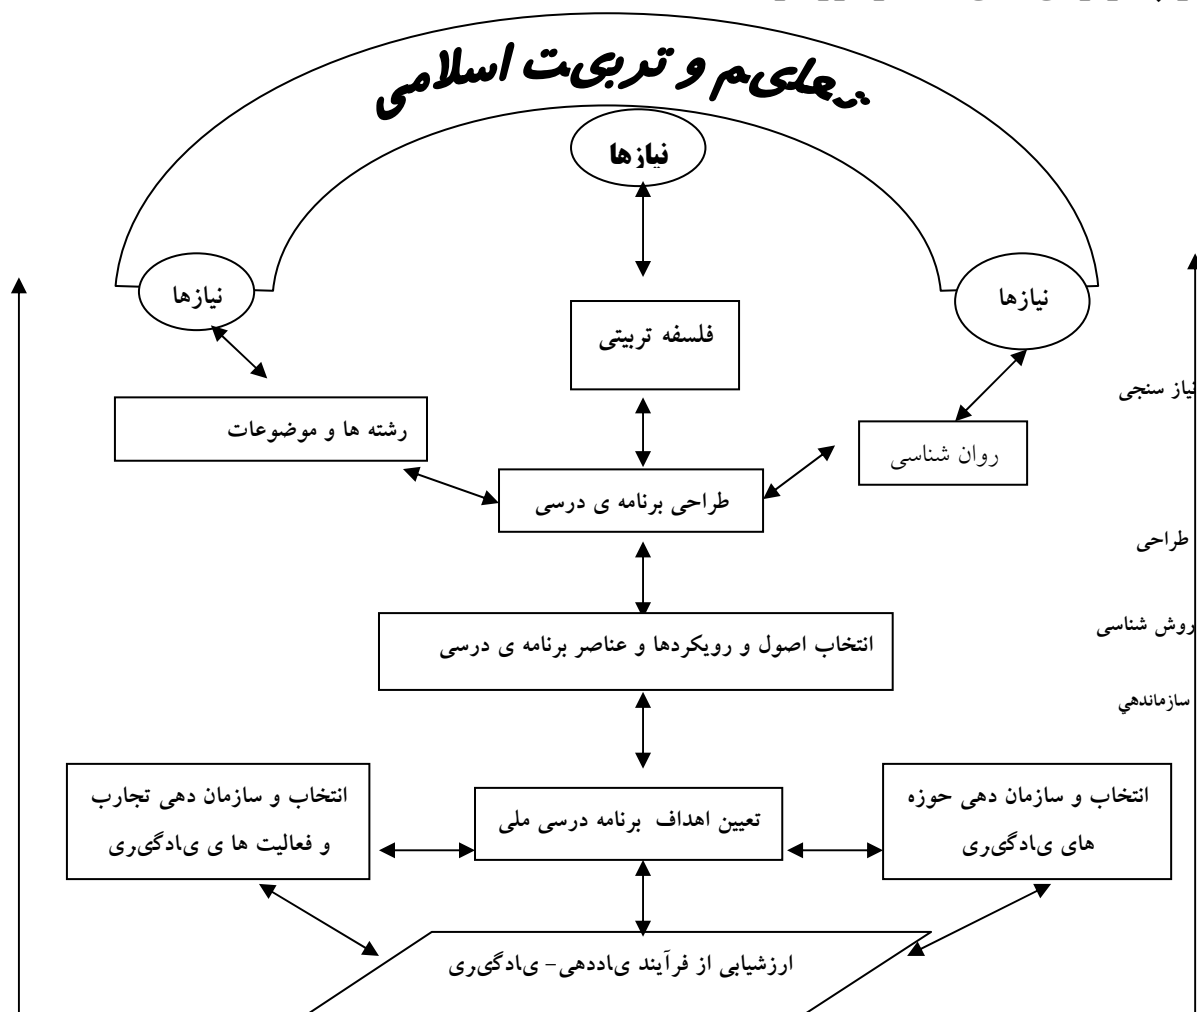 تعلیم و تربیت اسلامی
نیازها
نیازها
نیازها
فلسفه تربیتی
نیاز سنجی
رشته ها و موضوعات
روان شناسی
طراحی برنامه ی درسی
طراحی
روش شناسی
انتخاب اصول و رویکردها و عناصر برنامه ی درسی
سازماندهي
انتخاب و سازمان دهی حوزه
های یادگیری
تعیین اهداف برنامه درسی ملی
انتخاب و سازمان دهی تجارب
و فعالیت ها ی یادگیری
ارزشیابی از فرآیند یاددهی- یادگیری